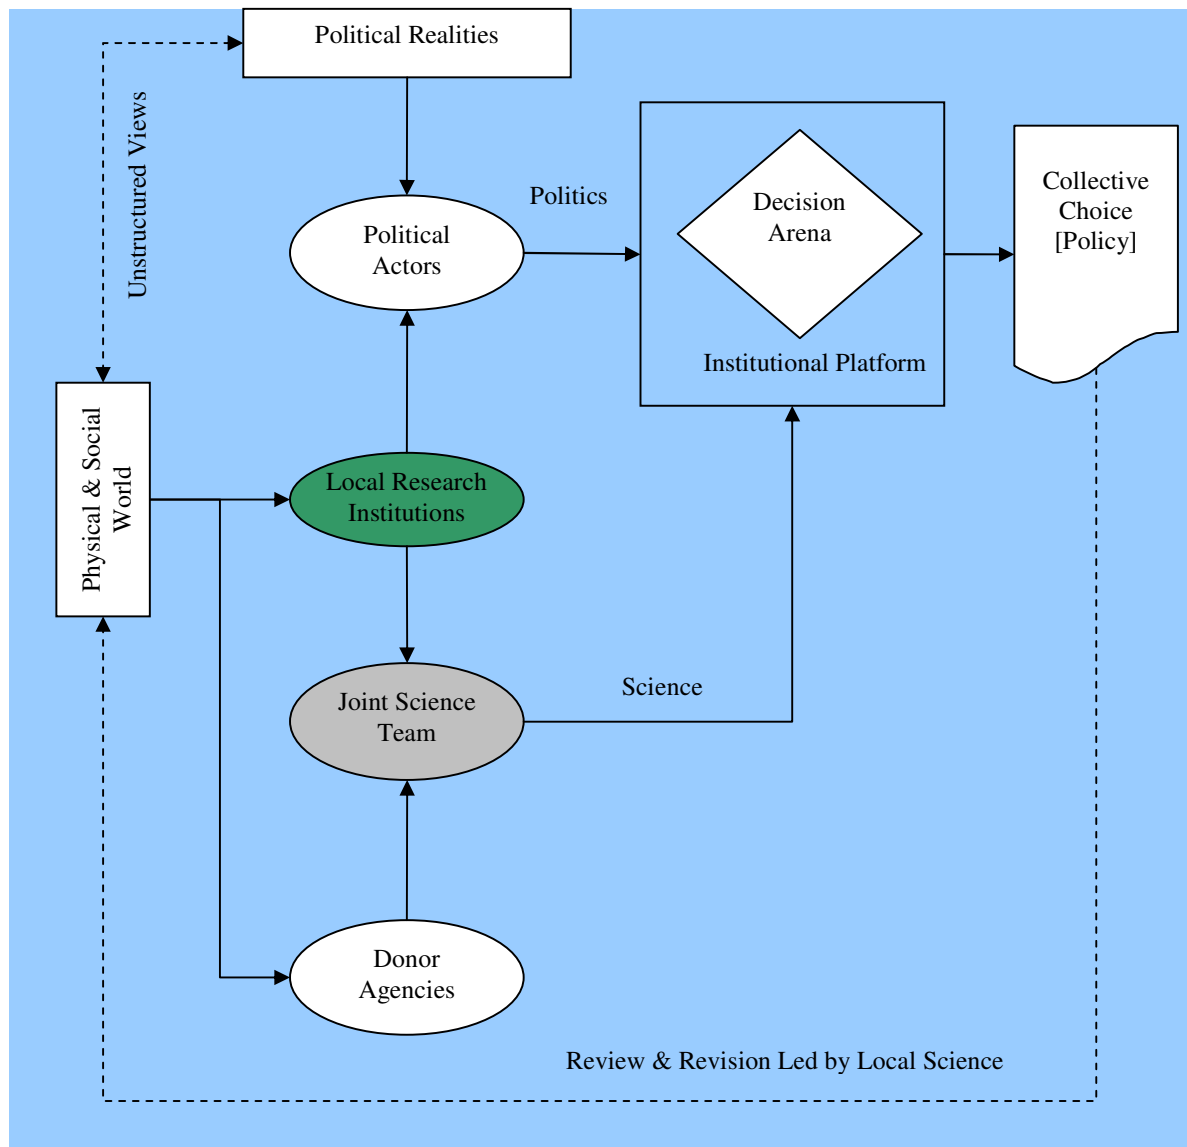 Political Realities
Unstructured Views
Politics
Political
Actors
Decision
Arena
Institutional Platform
Collective
Choice
[Policy]
Physical & Social
World
Local Research
Institutions
Joint Science
Team
Science
Donor
Agencies
Review & Revision Led by Local Science